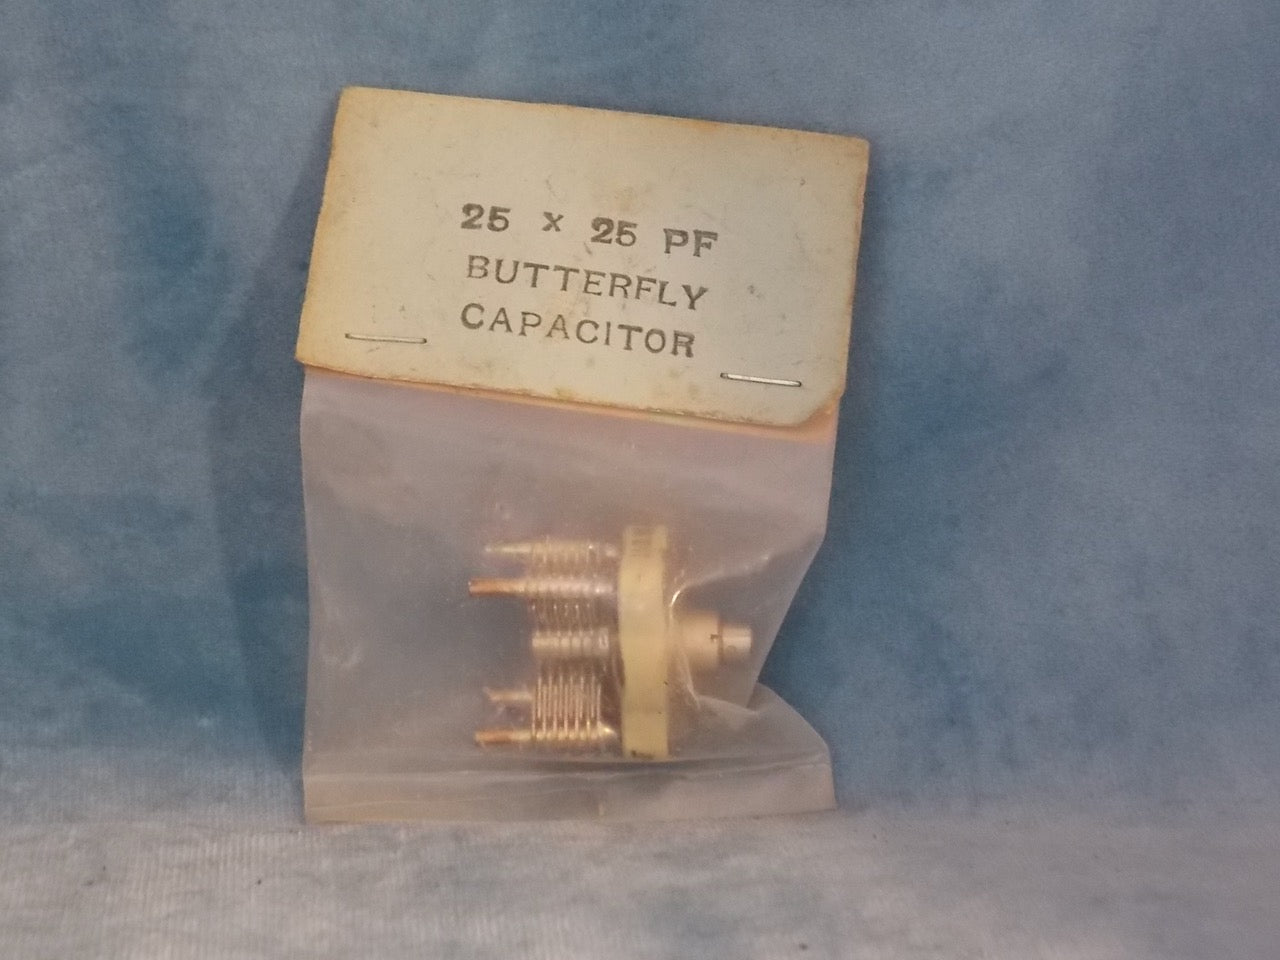 25 x 25 PF
BUTTERFLY
CAPACITOR